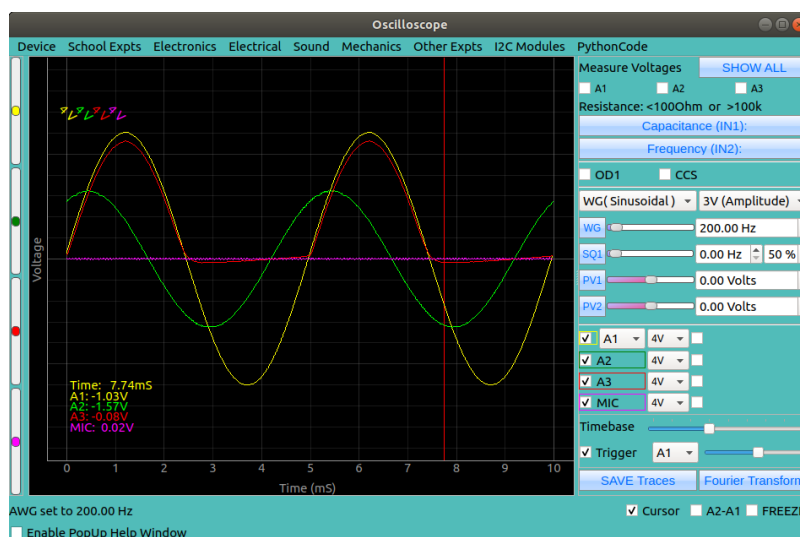 Oscilloscope
Device School Expts Electronics Electrical Sound Mechanics Other Expts I2C Modules PythonCode
Measure Voltages SHOW ALL
A1 A2 A3
Resistance: <100Ohm or >100k
Capacitance (IN1):
Frequency (IN2):
OD1 CCS
WG( Sinusoidal ) 3V (Amplitude)
WG 200.00 Hz
SQ1 0.00 Hz 50 %
PV1 0.00 Volts
PV2 0.00 Volts
A1 4V
A2 4V
A3 4V
MIC 4V
Timebase
Trigger A1
SAVE Traces Fourier Transform
Voltage
Time: 7.74mS
A1: -1.03V
A2: -1.57V
A3: -0.08V
MIC: 0.02V
0 1 2 3 4 5 6 7 8 9 10
Time (mS)
AWG set to 200.00 Hz
Cursor A2-A1 FREEZE
Enable PopUp Help Window